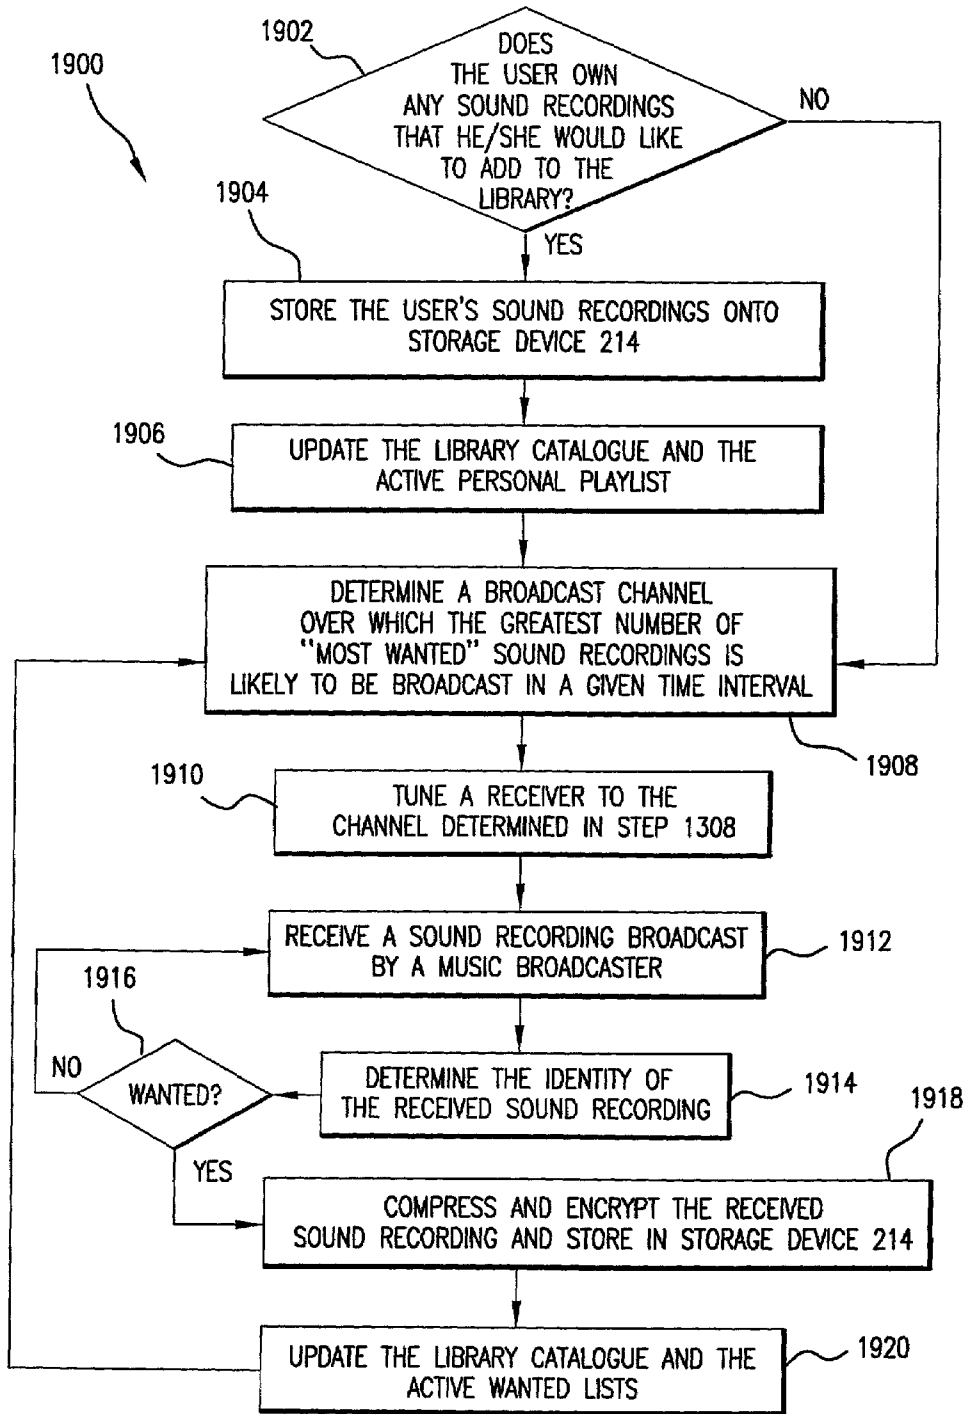 1900
1902
DOES
THE USER OWN
ANY SOUND RECORDINGS
THAT HE/SHE WOULD LIKE
TO ADD TO THE
LIBRARY?
NO
YES
1904
STORE THE USER'S SOUND RECORDINGS ONTO
STORAGE DEVICE 214
1906
UPDATE THE LIBRARY CATALOGUE AND THE
ACTIVE PERSONAL PLAYLIST
DETERMINE A BROADCAST CHANNEL
OVER WHICH THE GREATEST NUMBER OF
"MOST WANTED" SOUND RECORDINGS IS
LIKELY TO BE BROADCAST IN A GIVEN TIME INTERVAL
1908
1910
TUNE A RECEIVER TO THE
CHANNEL DETERMINED IN STEP 1308
RECEIVE A SOUND RECORDING BROADCAST
BY A MUSIC BROADCASTER
1912
DETERMINE THE IDENTITY OF
THE RECEIVED SOUND RECORDING
1914
1916
WANTED?
NO
YES
1918
COMPRESS AND ENCRYPT THE RECEIVED
SOUND RECORDING AND STORE IN STORAGE DEVICE 214
UPDATE THE LIBRARY CATALOGUE AND THE
ACTIVE WANTED LISTS
1920